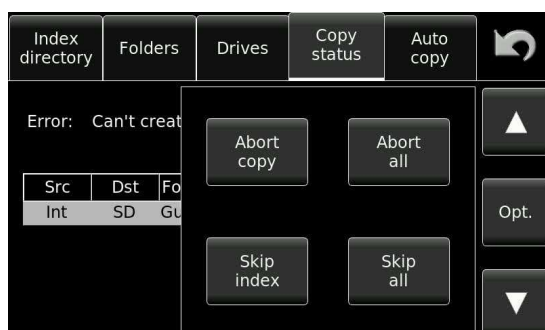 Index
directory
Folders
Drives
Copy
status
Auto
copy
Error: Can't creat
Abort
copy
Abort
all
Src Dst Fo
Int SD Gu
Opt.
Skip
index
Skip
all